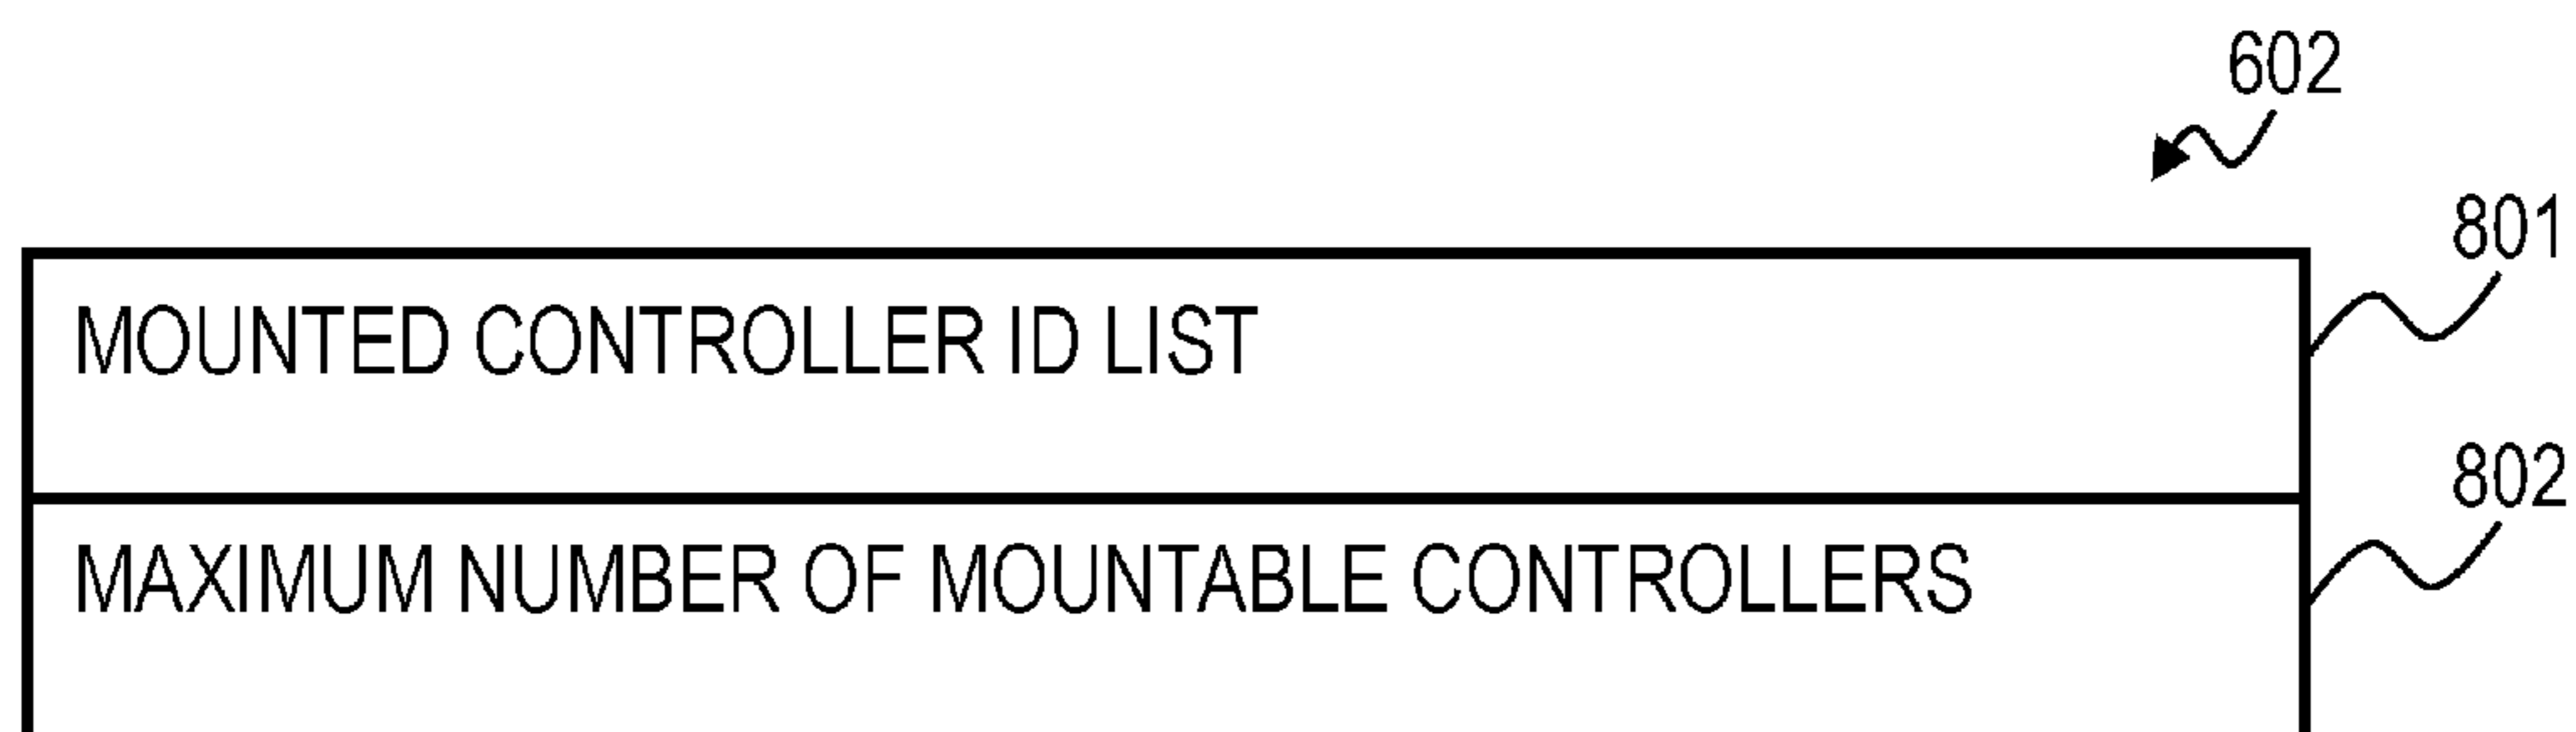 602
801
MOUNTED CONTROLLER ID LIST
802
MAXIMUM NUMBER OF MOUNTABLE CONTROLLERS